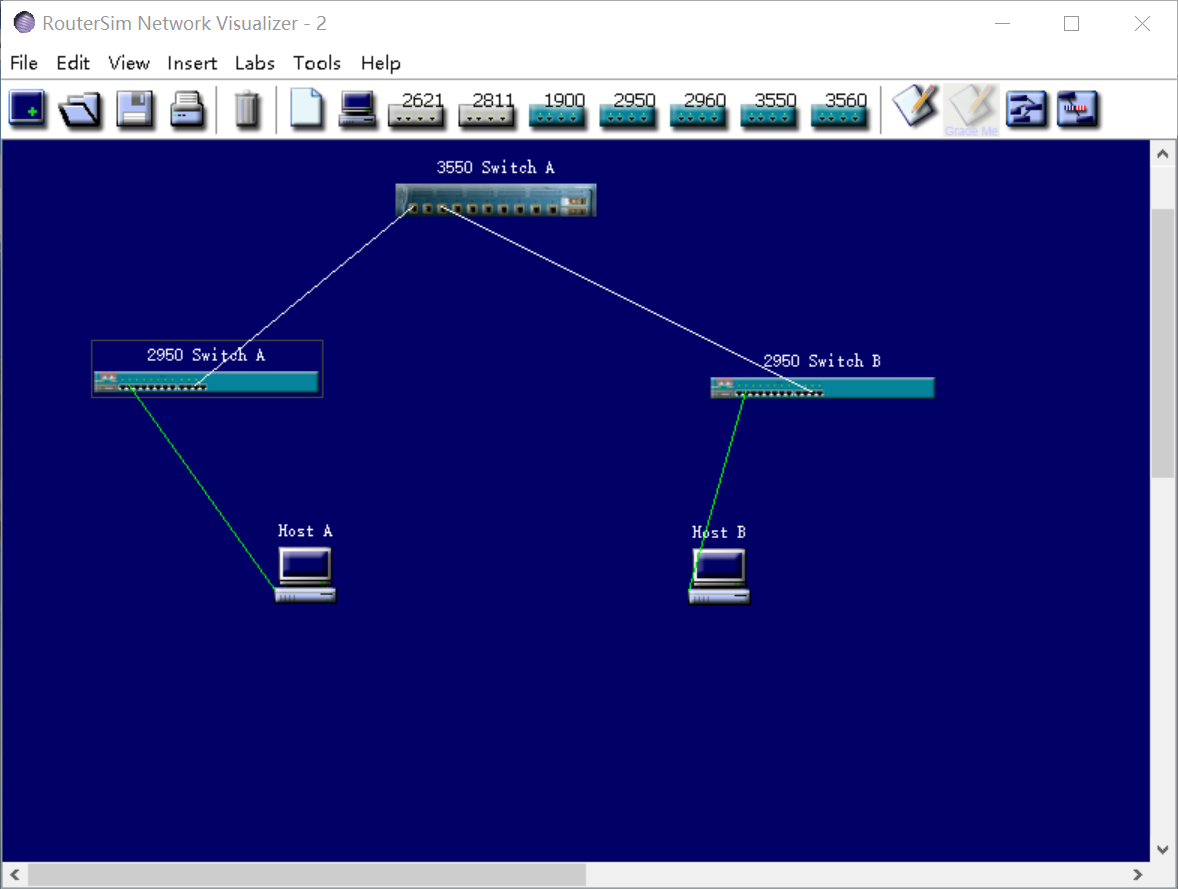 RouterSim Network Visualizer - 2
File Edit View Insert Labs Tools Help
2621 2811 1900 2950 2960 3550 3560
Grade Me
3550 Switch A
2950 Switch A
2950 Switch B
Host A
Host B